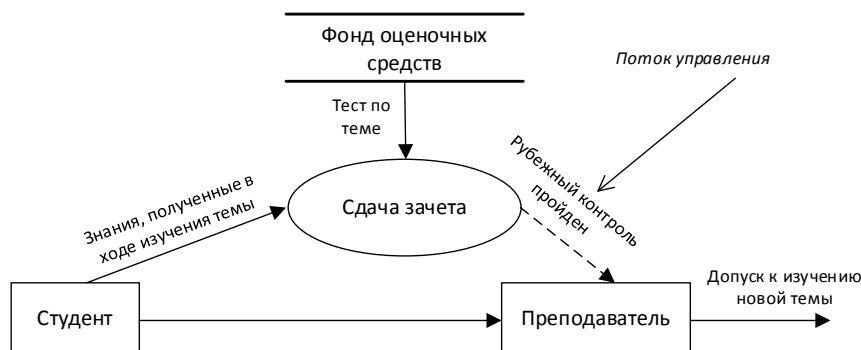 Фонд оценочных
средств
Поток управления
Тест по
теме
Рубежный контроль
пройден
Знания, полученные в
ходе изучения темы
Сдача зачета
Допуск к изучению
новой темы
Студент
Преподаватель